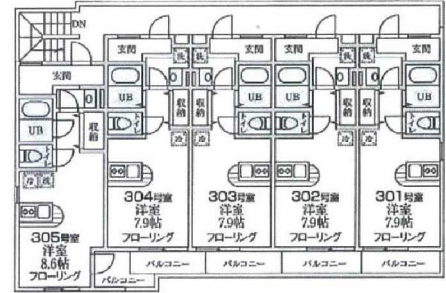 DN
玄関
洗
玄関
玄関
洗
洗
玄関
玄関
洗
洗
玄関
UB
収納
収納
UB
UB
収納
収納
UB
UB
トイレ
トイレ
トイレ
トイレ
トイレ
収納
冷
冷
冷
冷
冷
洗
304号室
洋室
7.9帖
フローリング
303号室
洋室
7.9帖
フローリング
302号室
洋室
7.9帖
フローリング
301号室
洋室
7.9帖
フローリング
305号室
洋室
8.6帖
フローリング
バルコニー
バルコニー
バルコニー
バルコニー
バルコニー